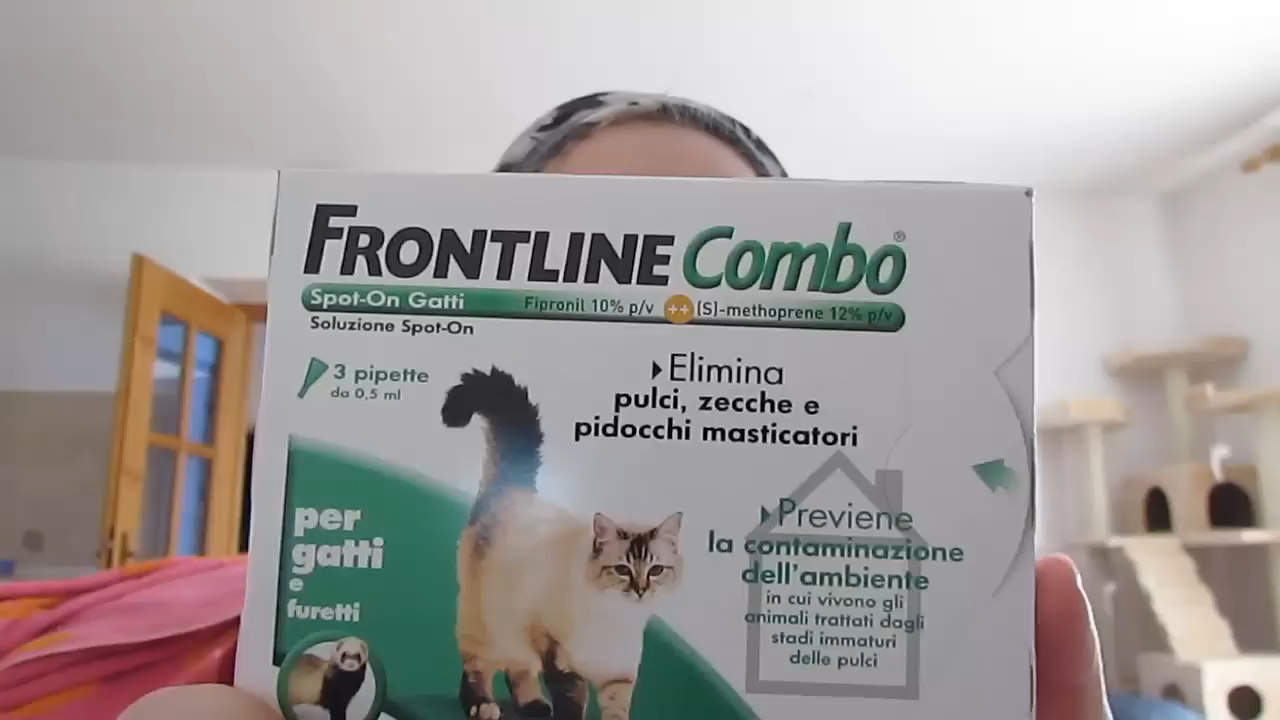 FRONTLINE Combo®
Spot-On Gatti Fipronil 10% p/v ++ (S)-methoprene 12% p/v
Soluzione Spot-On
3 pipette
da 0,5 ml
Elimina
pulci, zecche e
pidocchi masticatori
per
gatti
e
furetti
Previene
la contaminazione
dell'ambiente
in cui vivono gli
animali trattati dagli
stadi immaturi
delle pulci